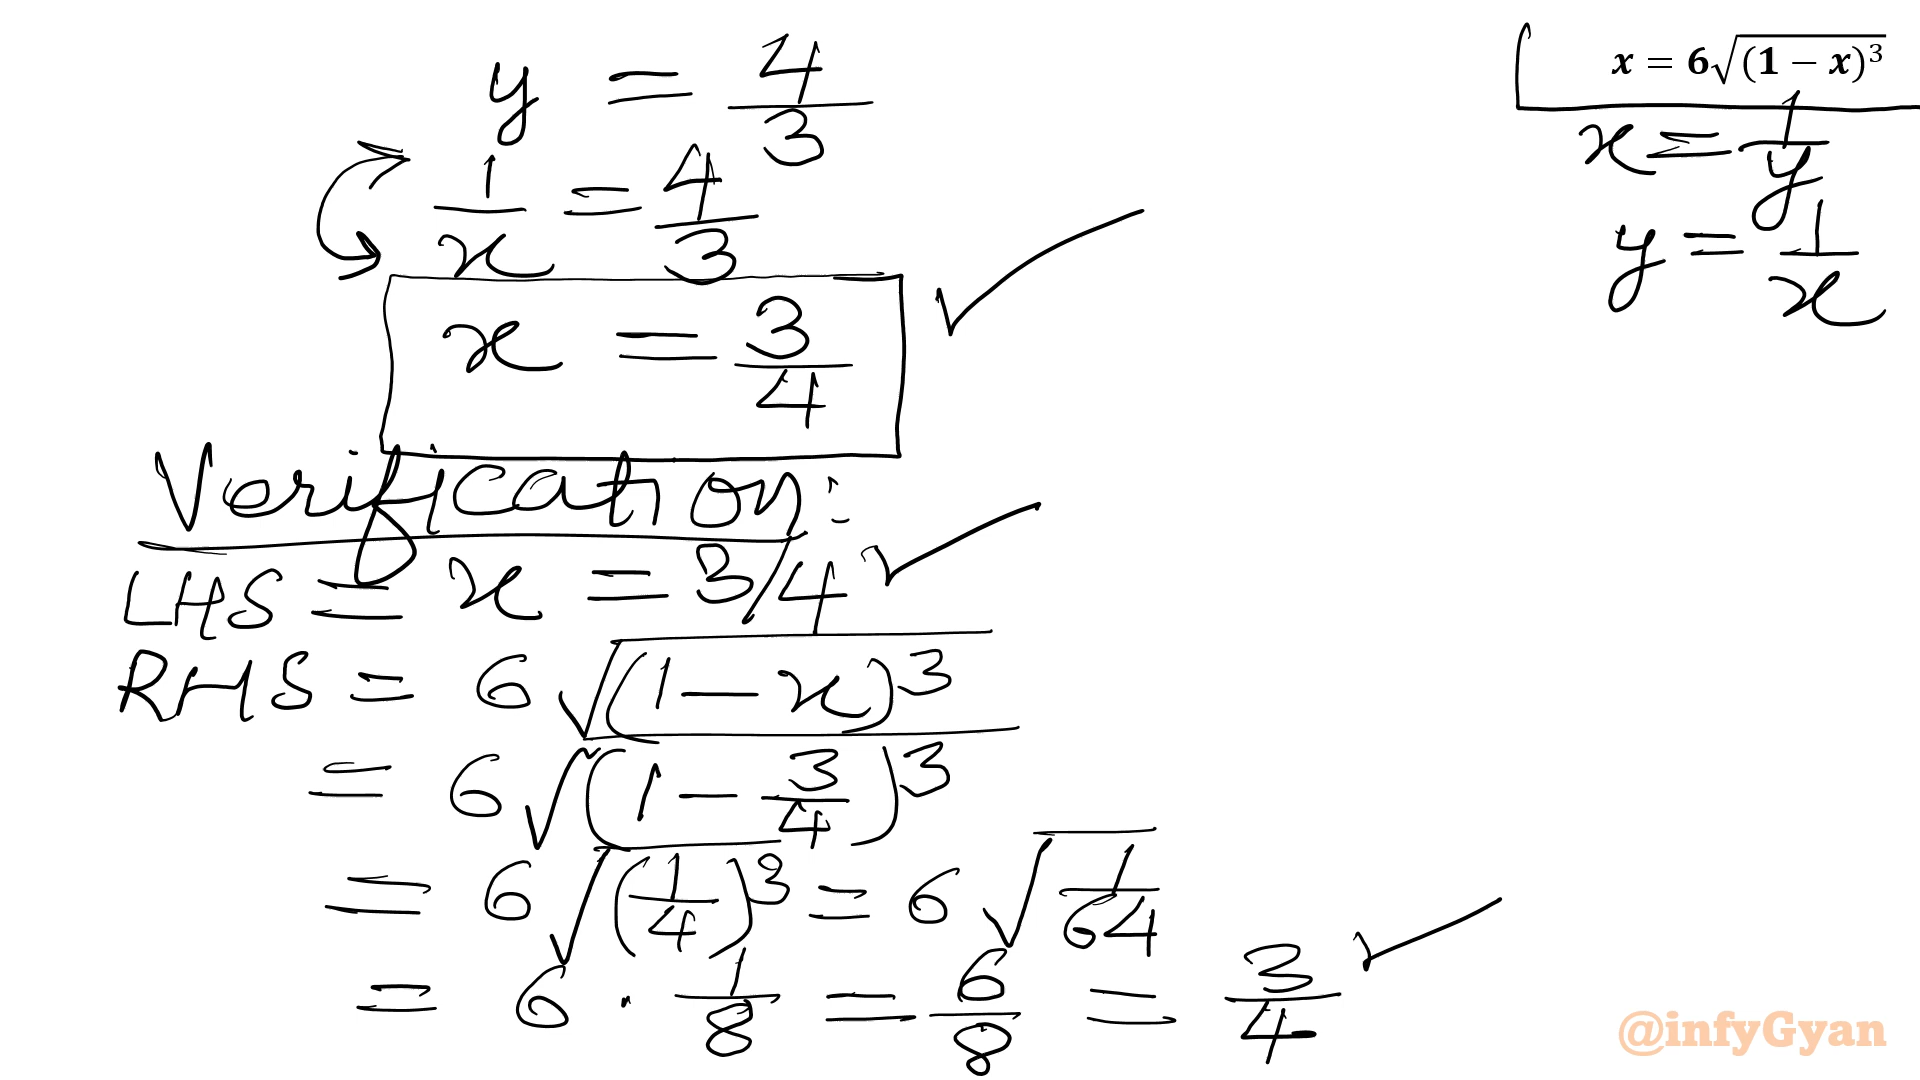 y = 4/3
1/x = 4/3
x = 3/4
Verification:
LHS = x = 3/4
RHS = 6√(1 − x)³
= 6√(1 − 3/4)³
= 6√(1/4)³ = 6√1/64
= 6 · 1/8 = 6/8 = 3/4
x = 6√(1 − x)³
x = 1/y
y = 1/x
@infyGyan